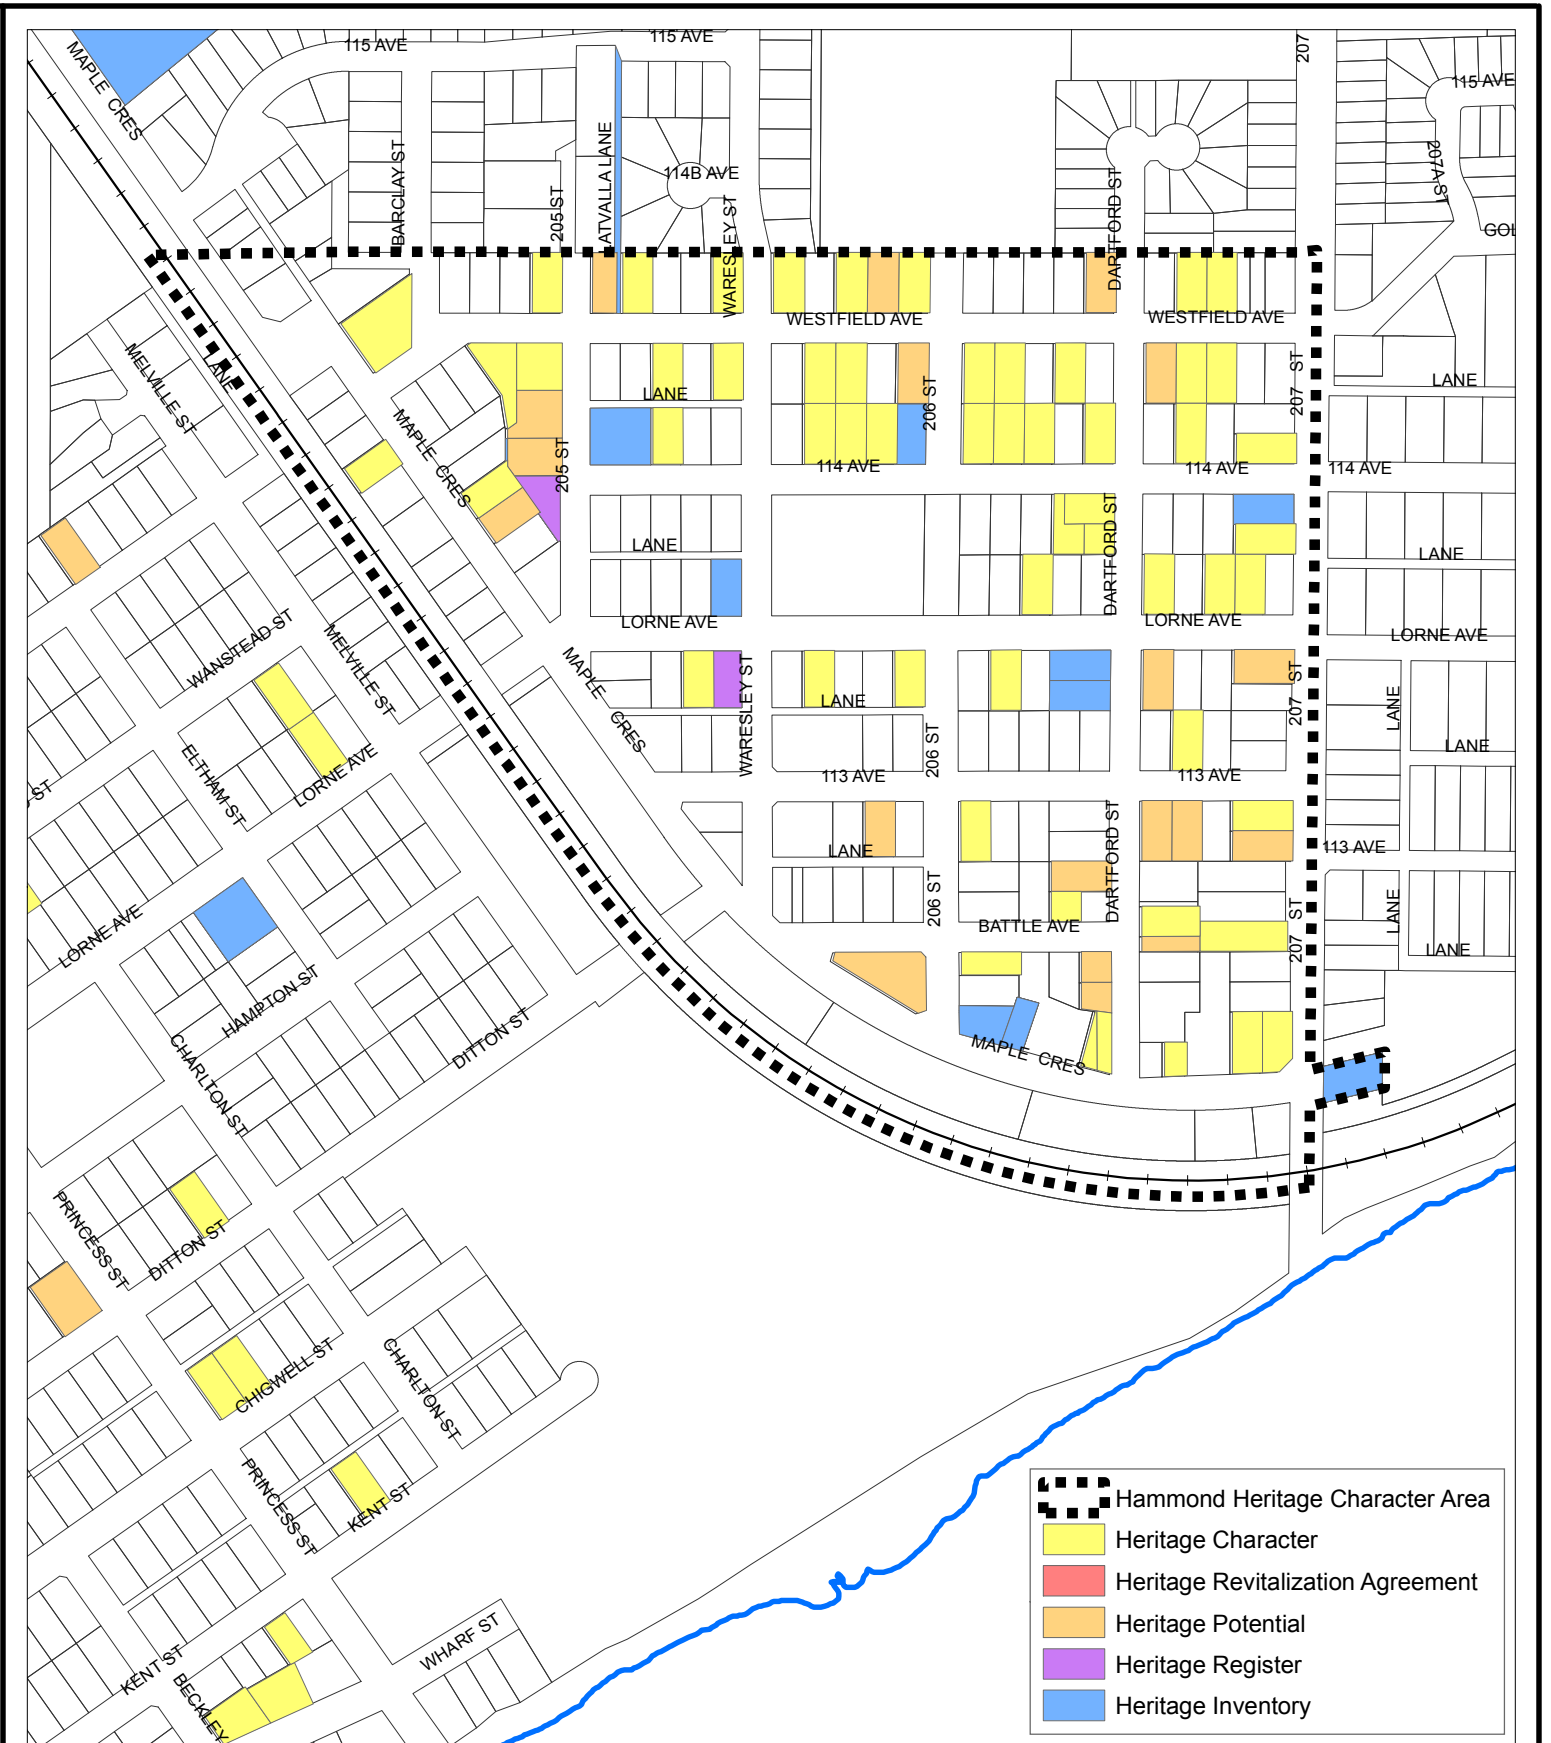 115 AVE
115 AVE
207
MAPLE CRES
115 AVE
BARCLAY ST
205 ST
LATVALLA LANE
114B AVE
WARESLEY ST
DARTFORD ST
207A ST
WESTFIELD AVE
WESTFIELD AVE
MELVILLE ST
LANE
LANE
LANE
MAPLE CRES
205 ST
206 ST
207 ST
114 AVE
114 AVE
114 AVE
LANE
LANE
DARTFORD ST
LORNE AVE
LORNE AVE
LORNE AVE
WANSTEAD ST
MELVILLE ST
MAPLE CRES
WARESLEY ST
LANE
207 ST
LANE
LANE
206 ST
113 AVE
113 AVE
ELTHAM ST
LORNE AVE
ST
LANE
DARTFORD ST
113 AVE
206 ST
LANE
LORNE AVE
BATTLE AVE
207 ST
LANE
HAMPTON ST
CHARLTON ST
DITTON ST
MAPLE CRES
PRINCESS ST
DITTON ST
CHIGWELL ST
CHARLTON ST
PRINCESS ST
KENT ST
KENT ST
BECKLEY
WHARF ST
Hammond Heritage Character Area
Heritage Character
Heritage Revitalization Agreement
Heritage Potential
Heritage Register
Heritage Inventory